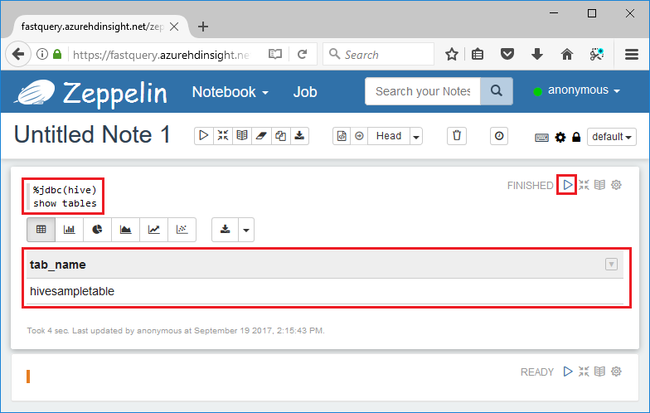 fastquery.azurehdinsight.net/zep
https://fastquery.azurehdinsight.ne
Search
Zeppelin
Notebook
Job
Search your Notes
anonymous
Untitled Note 1
Head
default
%jdbc(hive)
show tables
FINISHED
tab_name
hivesampletable
Took 4 sec. Last updated by anonymous at September 19 2017, 2:15:43 PM.
READY